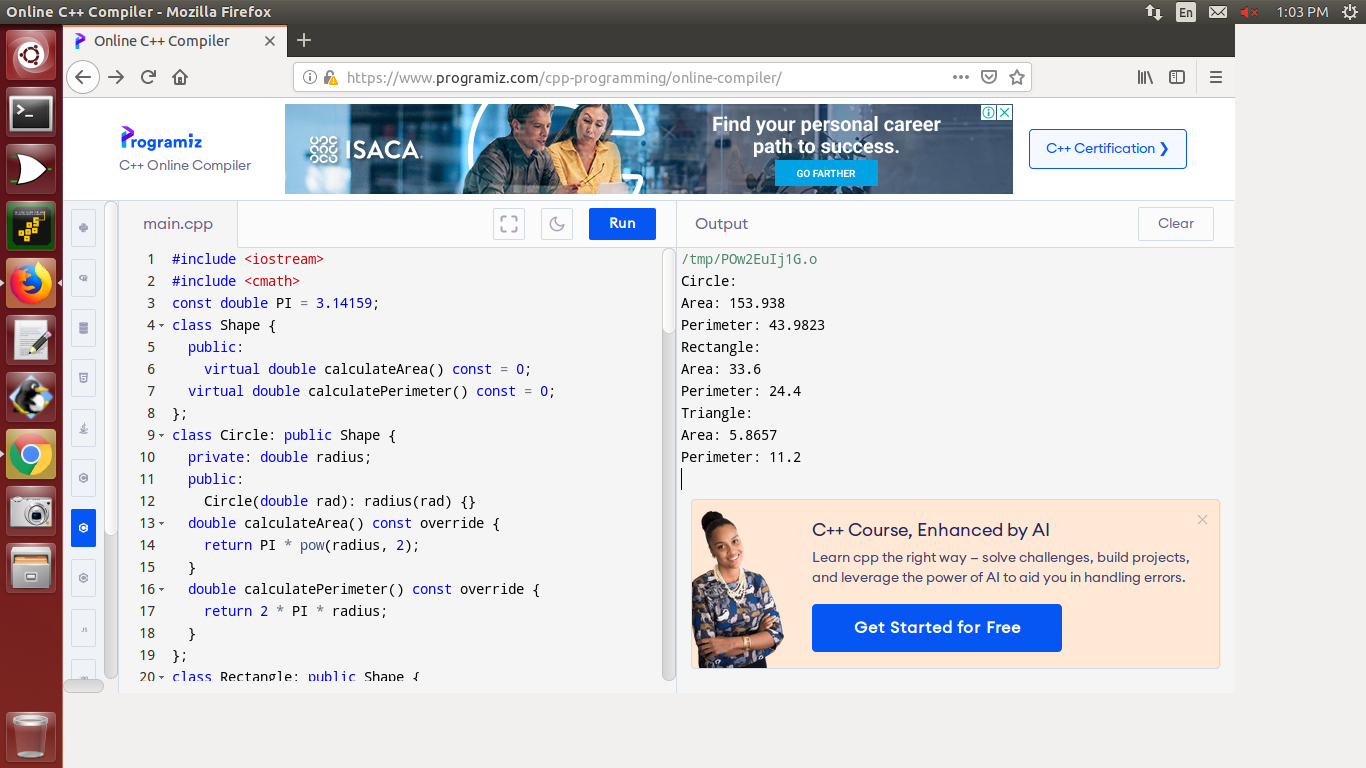 Online C++ Compiler - Mozilla Firefox
En
1:03 PM
Online C++ Compiler
https://www.programiz.com/cpp-programming/online-compiler/
Programiz
C++ Online Compiler
ISACA.
Find your personal career
path to success.
GO FARTHER
C++ Certification ❯
main.cpp
Run
Output
Clear
1 #include <iostream>
2 #include <cmath>
3 const double PI = 3.14159;
4 class Shape {
5 public:
6 virtual double calculateArea() const = 0;
7 virtual double calculatePerimeter() const = 0;
8 };
9 class Circle: public Shape {
10 private: double radius;
11 public:
12 Circle(double rad): radius(rad) {}
13 double calculateArea() const override {
14 return PI * pow(radius, 2);
15 }
16 double calculatePerimeter() const override {
17 return 2 * PI * radius;
18 }
19 };
20 class Rectangle: public Shape {
/tmp/POw2EuIj1G.o
Circle:
Area: 153.938
Perimeter: 43.9823
Rectangle:
Area: 33.6
Perimeter: 24.4
Triangle:
Area: 5.8657
Perimeter: 11.2
C++ Course, Enhanced by AI
Learn cpp the right way – solve challenges, build projects,
and leverage the power of AI to aid you in handling errors.
Get Started for Free